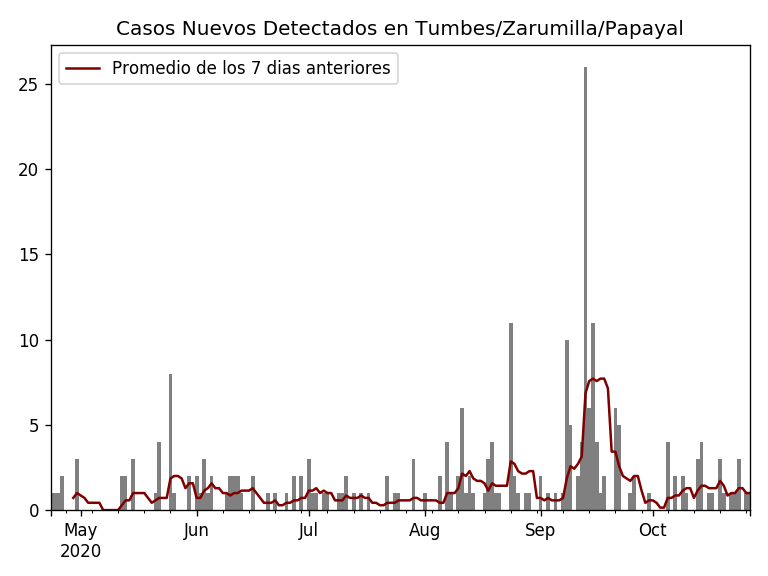 Casos Nuevos Detectados en Tumbes/Zarumilla/Papayal
Promedio de los 7 dias anteriores
25
20
15
10
5
0
May Jun Jul Aug Sep Oct
2020